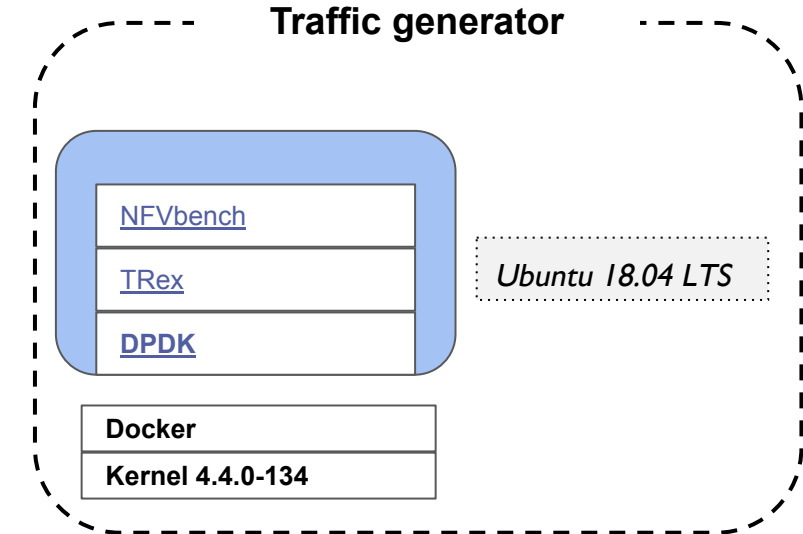 Traffic generator
NFVbench
TRex
Ubuntu 18.04 LTS
DPDK
Docker
Kernel 4.4.0-134